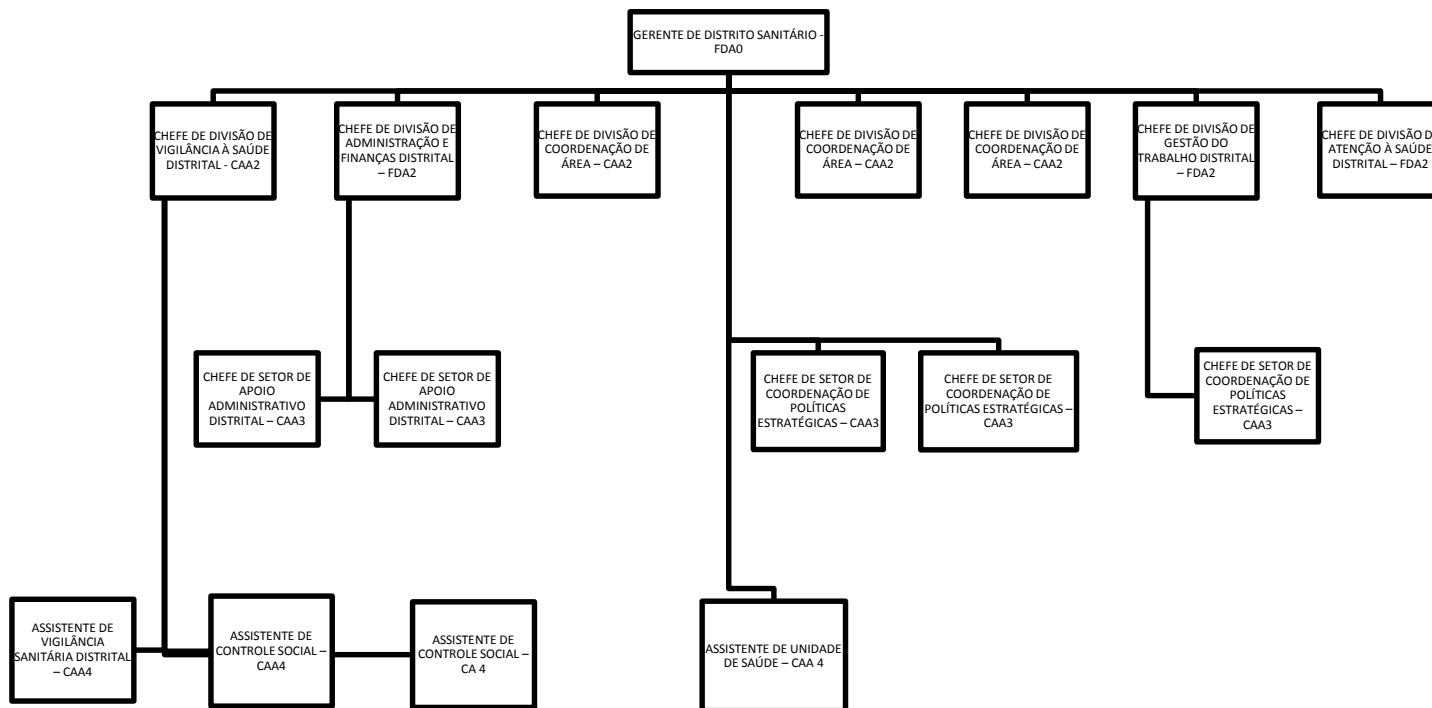 GERENTE DE DISTRITO SANITÁRIO -
FDA0
CHEFE DE DIVISÃO DE
VIGILÂNCIA À SAÚDE
DISTRITAL - CAA2
CHEFE DE DIVISÃO DE
ADMINISTRAÇÃO E
FINANÇAS DISTRITAL
– FDA2
CHEFE DE DIVISÃO DE
COORDENAÇÃO DE
ÁREA – CAA2
CHEFE DE DIVISÃO DE
COORDENAÇÃO DE
ÁREA – CAA2
CHEFE DE DIVISÃO DE
COORDENAÇÃO DE
ÁREA – CAA2
CHEFE DE DIVISÃO DE
GESTÃO DO
TRABALHO DISTRITAL
– FDA2
CHEFE DE DIVISÃO DE
ATENÇÃO À SAÚDE
DISTRITAL – FDA2
CHEFE DE SETOR DE
APOIO
ADMINISTRATIVO
DISTRITAL – CAA3
CHEFE DE SETOR DE
APOIO
ADMINISTRATIVO
DISTRITAL – CAA3
CHEFE DE SETOR DE
COORDENAÇÃO DE
POLÍTICAS
ESTRATÉGICAS – CAA3
CHEFE DE SETOR DE
COORDENAÇÃO DE
POLÍTICAS ESTRATÉGICAS –
CAA3
CHEFE DE SETOR DE
COORDENAÇÃO DE
POLÍTICAS
ESTRATÉGICAS –
CAA3
ASSISTENTE DE
VIGILÂNCIA
SANITÁRIA DISTRITAL
– CAA4
ASSISTENTE DE
CONTROLE SOCIAL –
CAA4
ASSISTENTE DE
CONTROLE SOCIAL –
CA 4
ASSISTENTE DE UNIDADE
DE SAÚDE – CAA 4